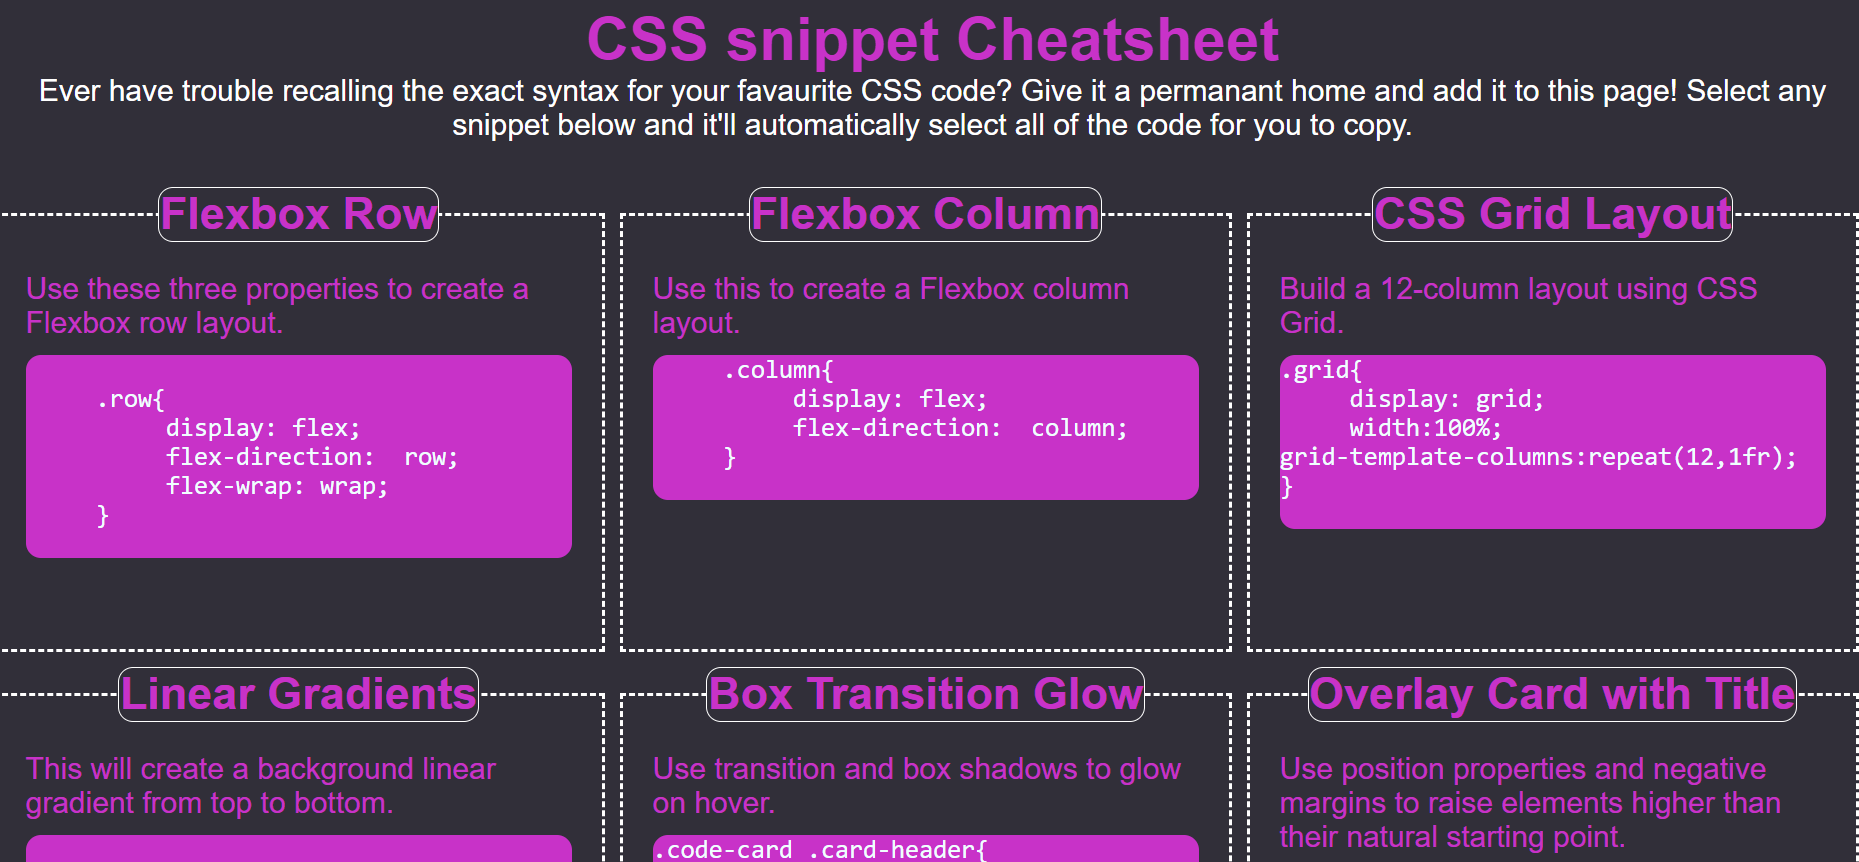 CSS snippet Cheatsheet
Ever have trouble recalling the exact syntax for your favaurite CSS code? Give it a permanant home and add it to this page! Select any
snippet below and it'll automatically select all of the code for you to copy.
Flexbox Row
Use these three properties to create a
Flexbox row layout.
.row{
display: flex;
flex-direction:  row;
flex-wrap: wrap;
}
Flexbox Column
Use this to create a Flexbox column
layout.
.column{
display: flex;
flex-direction:  column;
}
CSS Grid Layout
Build a 12-column layout using CSS
Grid.
.grid{
display: grid;
width:100%;
grid-template-columns:repeat(12,1fr);
}
Linear Gradients
This will create a background linear
gradient from top to bottom.
Box Transition Glow
Use transition and box shadows to glow
on hover.
.code-card .card-header{
Overlay Card with Title
Use position properties and negative
margins to raise elements higher than
their natural starting point.